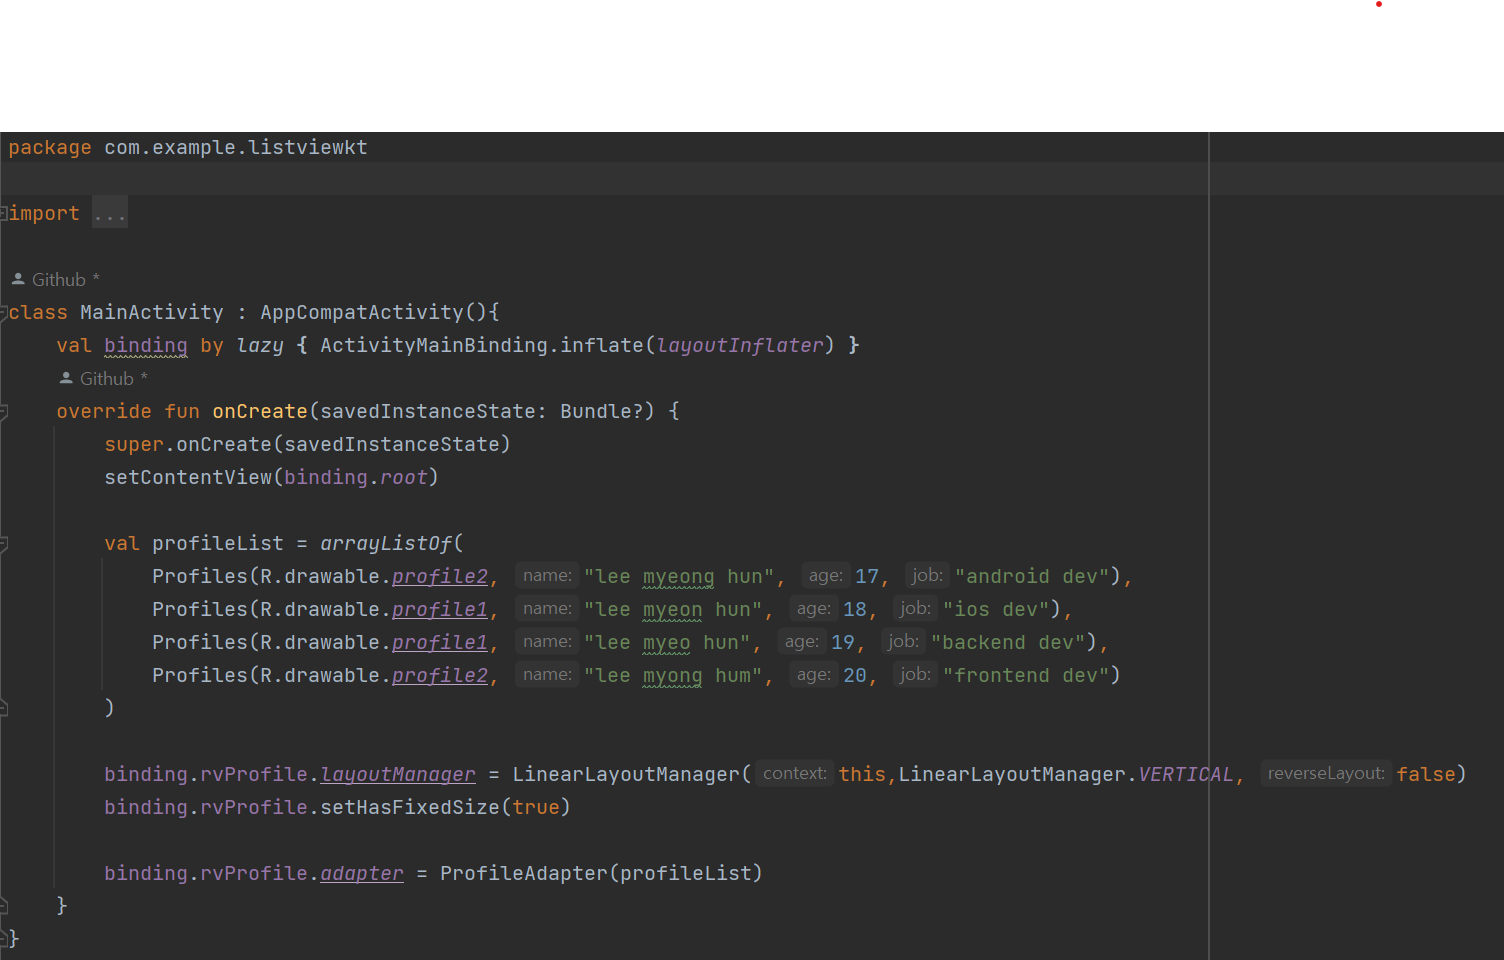 package com.example.listviewkt
import ...
Github *
class MainActivity : AppCompatActivity(){
val binding by lazy { ActivityMainBinding.inflate(layoutInflater) }
Github *
override fun onCreate(savedInstanceState: Bundle?) {
super.onCreate(savedInstanceState)
setContentView(binding.root)
val profileList = arrayListOf(
Profiles(R.drawable.profile2, name: "lee myeong hun", age: 17, job: "android dev"),
Profiles(R.drawable.profile1, name: "lee myeon hun", age: 18, job: "ios dev"),
Profiles(R.drawable.profile1, name: "lee myeo hun", age: 19, job: "backend dev"),
Profiles(R.drawable.profile2, name: "lee myong hum", age: 20, job: "frontend dev")
)
binding.rvProfile.layoutManager = LinearLayoutManager( context: this,LinearLayoutManager.VERTICAL, reverseLayout: false)
binding.rvProfile.setHasFixedSize(true)
binding.rvProfile.adapter = ProfileAdapter(profileList)
}
}